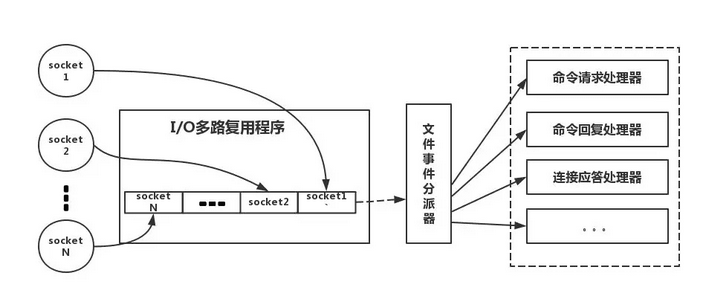 socket
1
socket
2
socket
N
I/O多路复用程序
socket
N
socket2
socket1
文件事件分派器
命令请求处理器
命令回复处理器
连接应答处理器
...